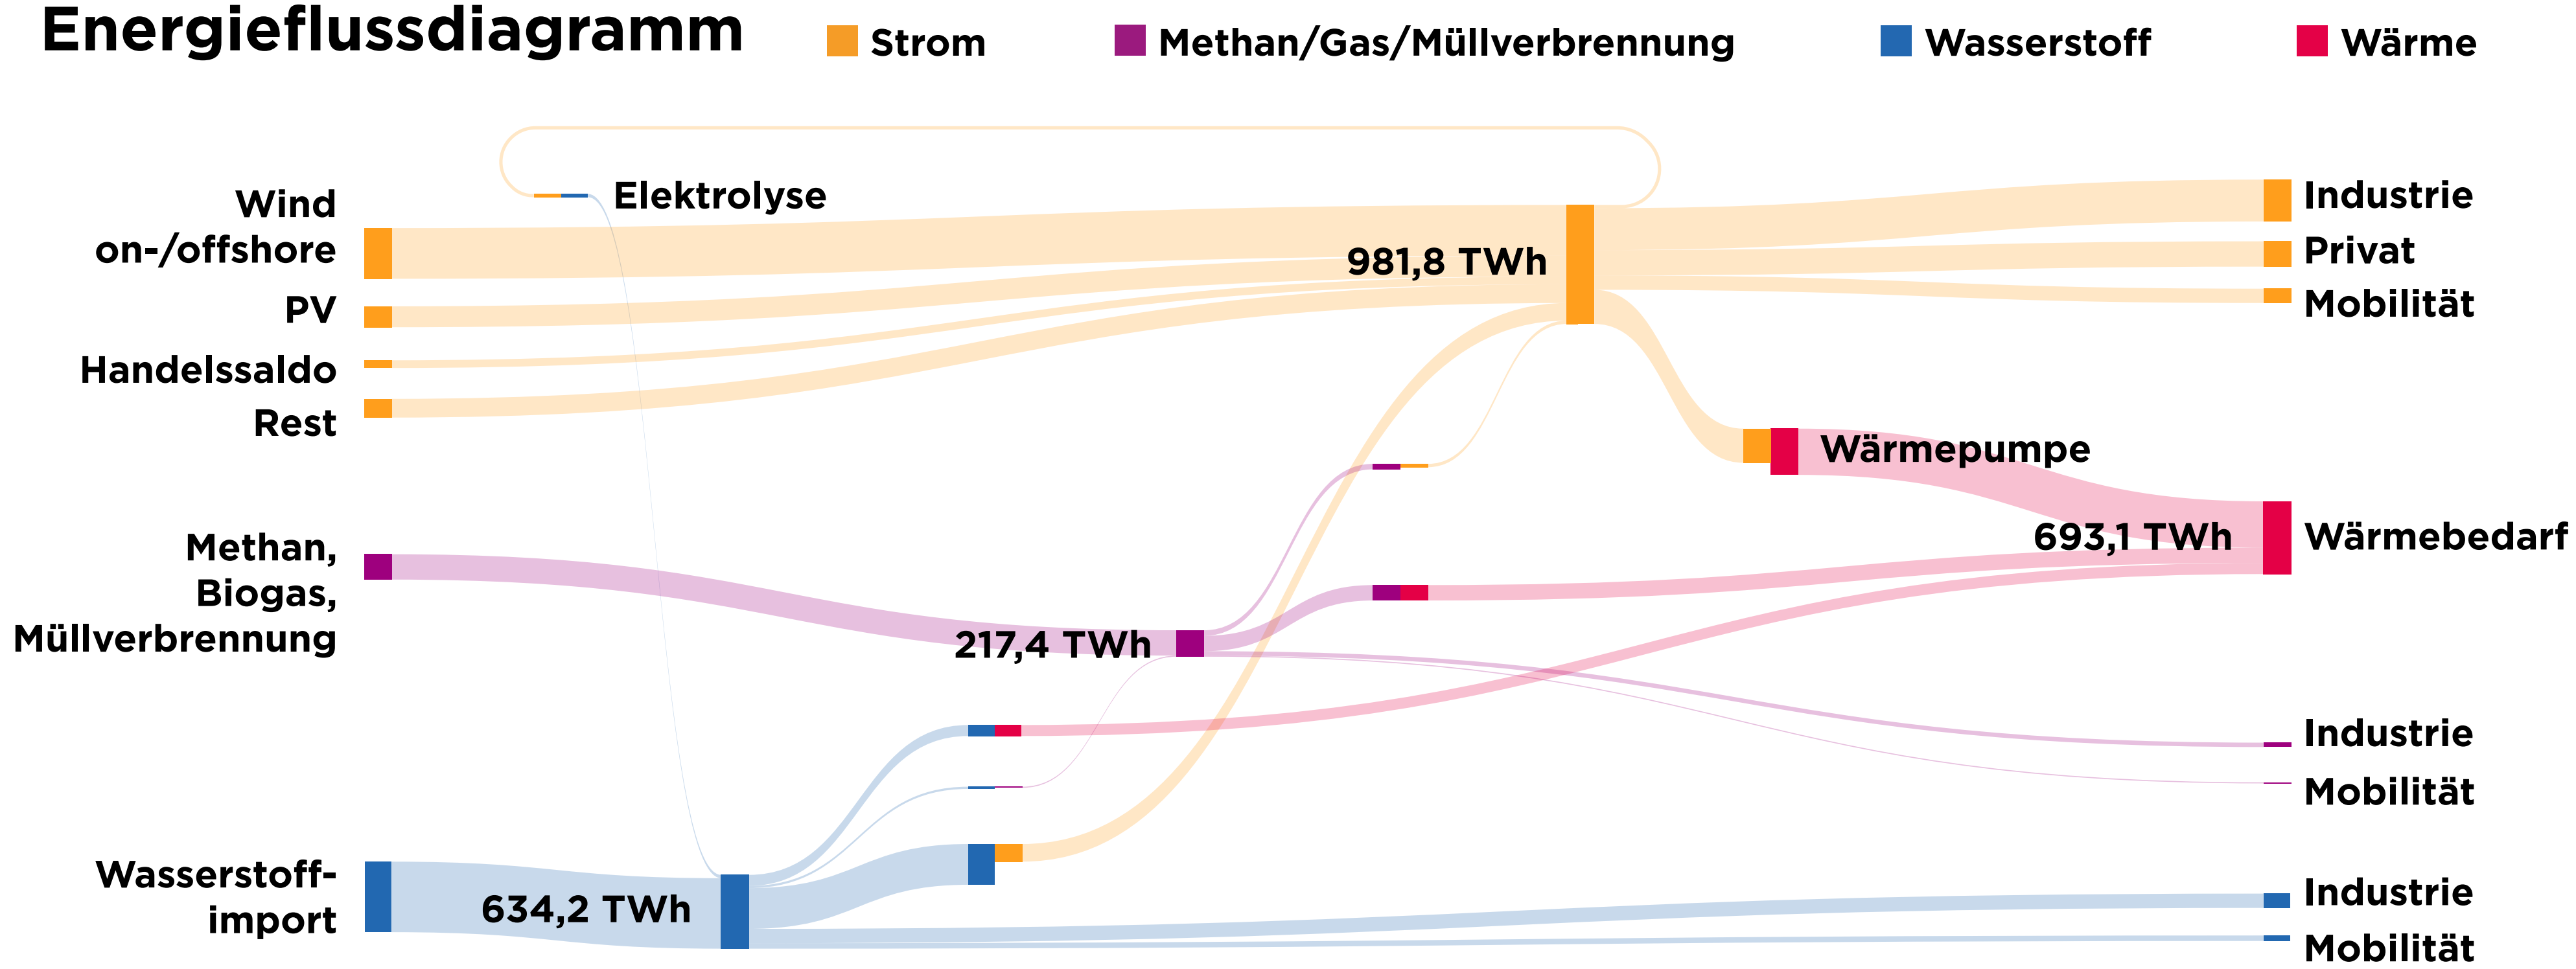 Energieflussdiagramm
Strom
Methan/Gas/Müllverbrennung
Wasserstoff
Wärme
Elektrolyse
Wind
on-/offshore
PV
Handelssaldo
Rest
981,8 TWh
Industrie
Privat
Mobilität
Wärmepumpe
693,1 TWh
Wärmebedarf
Methan,
Biogas,
Müllverbrennung
217,4 TWh
Industrie
Mobilität
Wasserstoff-
import
634,2 TWh
Industrie
Mobilität